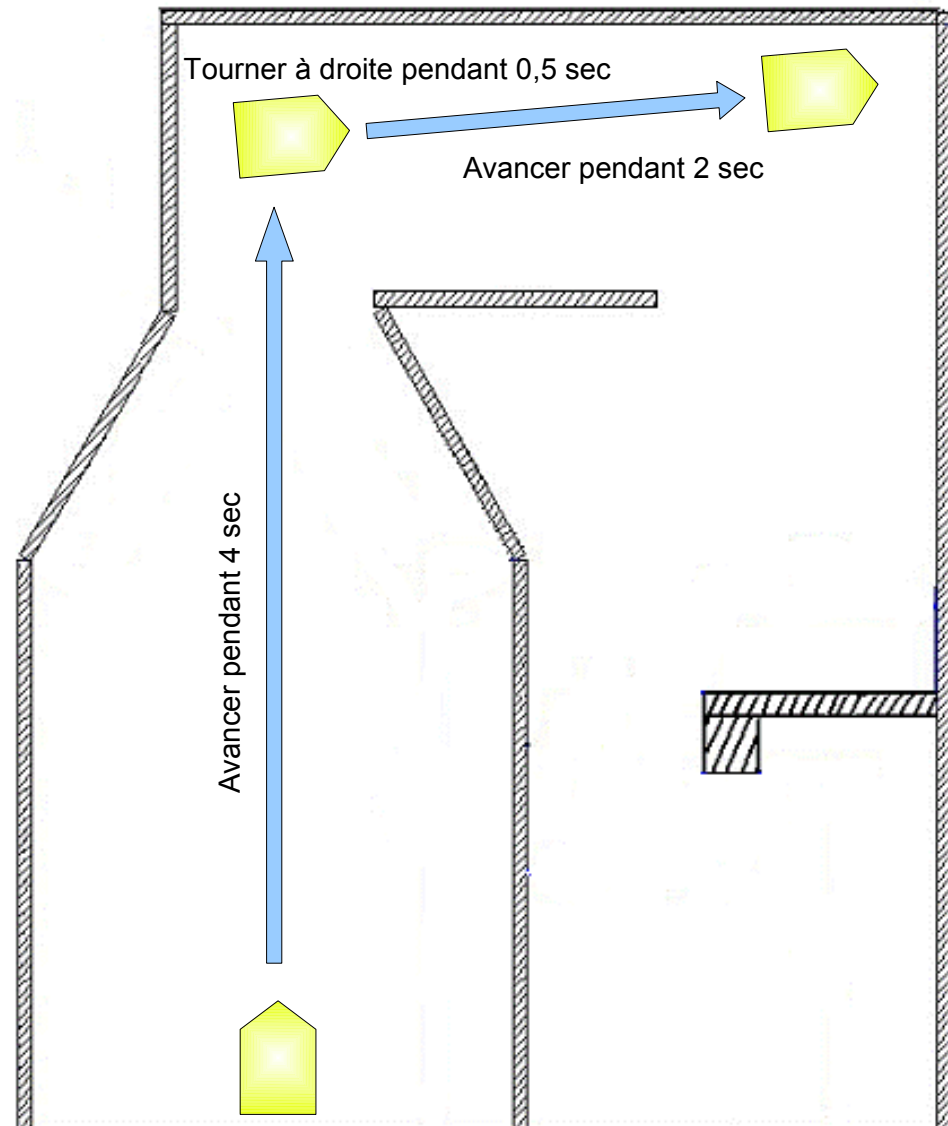 Tourner à droite pendant 0,5 sec
Avancer pendant 2 sec
Avancer pendant 4 sec